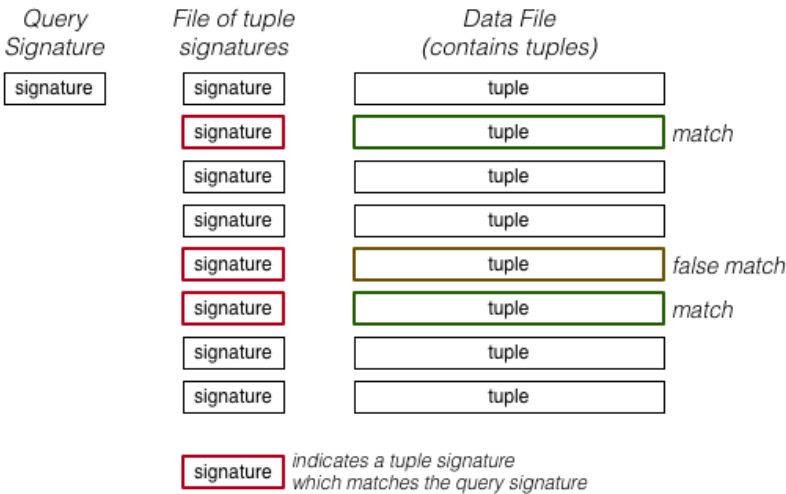 Query File of tuple Data File
Signature signatures (contains tuples)
signature signature tuple
signature tuple match
signature tuple
signature tuple
signature tuple false match
signature tuple match
signature tuple
signature tuple
signature indicates a tuple signature
which matches the query signature